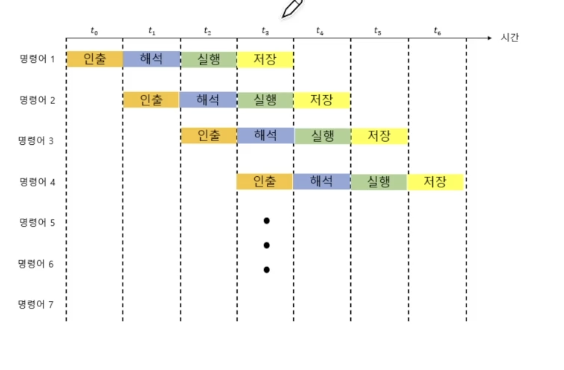 t₀ t₁ t₂ t₃ t₄ t₅ t₆
시간
명령어 1 인출 해석 실행 저장
명령어 2 인출 해석 실행 저장
명령어 3 인출 해석 실행 저장
명령어 4 인출 해석 실행 저장
명령어 5
명령어 6
명령어 7